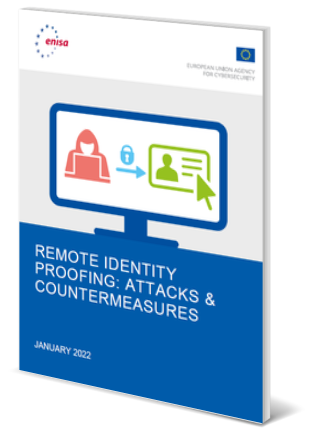 enisa
EUROPEAN UNION AGENCY
FOR CYBERSECURITY
REMOTE IDENTITY
PROOFING: ATTACKS &
COUNTERMEASURES
JANUARY 2022